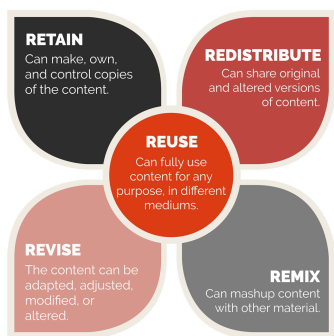 RETAIN
Can make, own,
and control copies
of the content.
REDISTRIBUTE
Can share original
and altered versions
of content.
REUSE
Can fully use
content for any
purpose, in different
mediums.
REVISE
The content can be
adapted, adjusted,
modified, or
altered.
REMIX
Can mashup content
with other material.